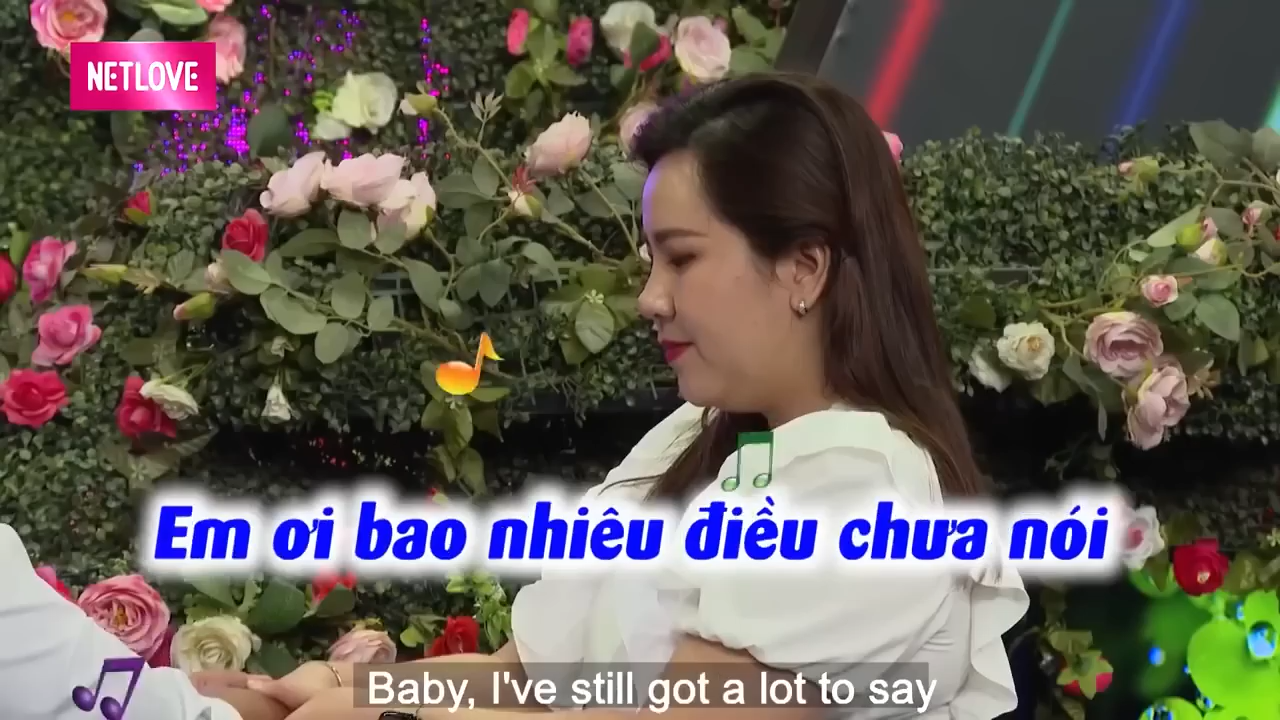 NETLOVE
Em ơi bao nhiêu điều chưa nói
Baby, I've still got a lot to say